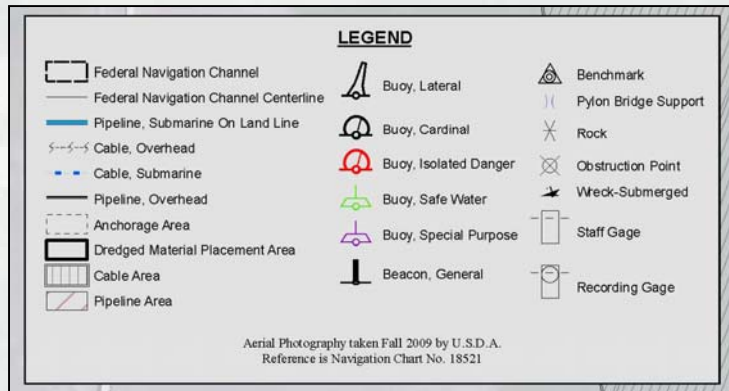 LEGEND
Federal Navigation Channel
Federal Navigation Channel Centerline
Pipeline, Submarine On Land Line
Cable, Overhead
Cable, Submarine
Pipeline, Overhead
Anchorage Area
Dredged Material Placement Area
Cable Area
Pipeline Area
Buoy, Lateral
Buoy, Cardinal
Buoy, Isolated Danger
Buoy, Safe Water
Buoy, Special Purpose
Beacon, General
Benchmark
Pylon Bridge Support
Rock
Obstruction Point
Wreck-Submerged
Staff Gage
Recording Gage
Aerial Photography taken Fall 2009 by U.S.D.A.
Reference is Navigation Chart No. 18521